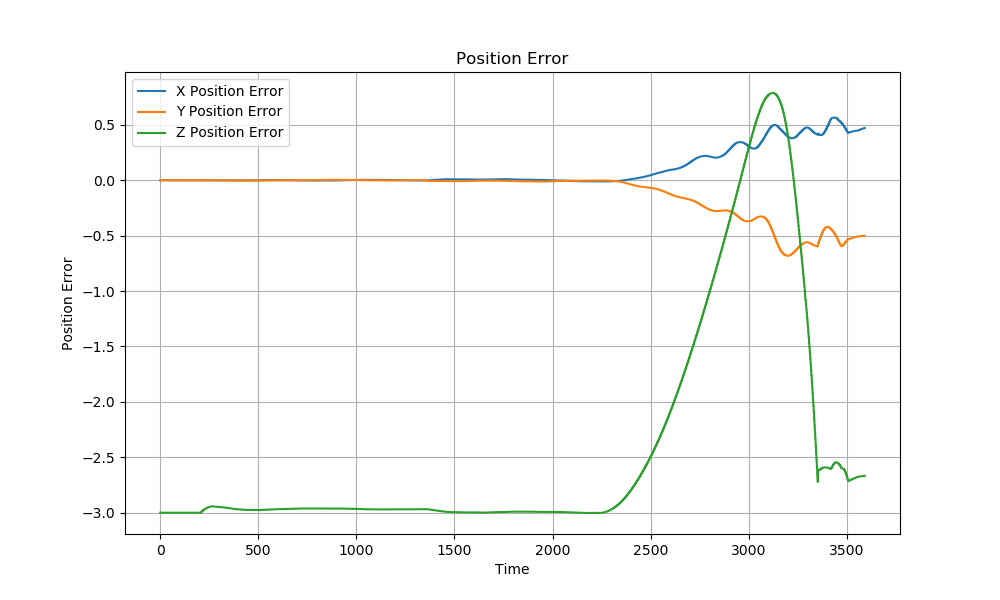 Position Error
X Position Error
Y Position Error
Z Position Error
0.5
0.0
−0.5
−1.0
−1.5
−2.0
−2.5
−3.0
Position Error
0 500 1000 1500 2000 2500 3000 3500
Time